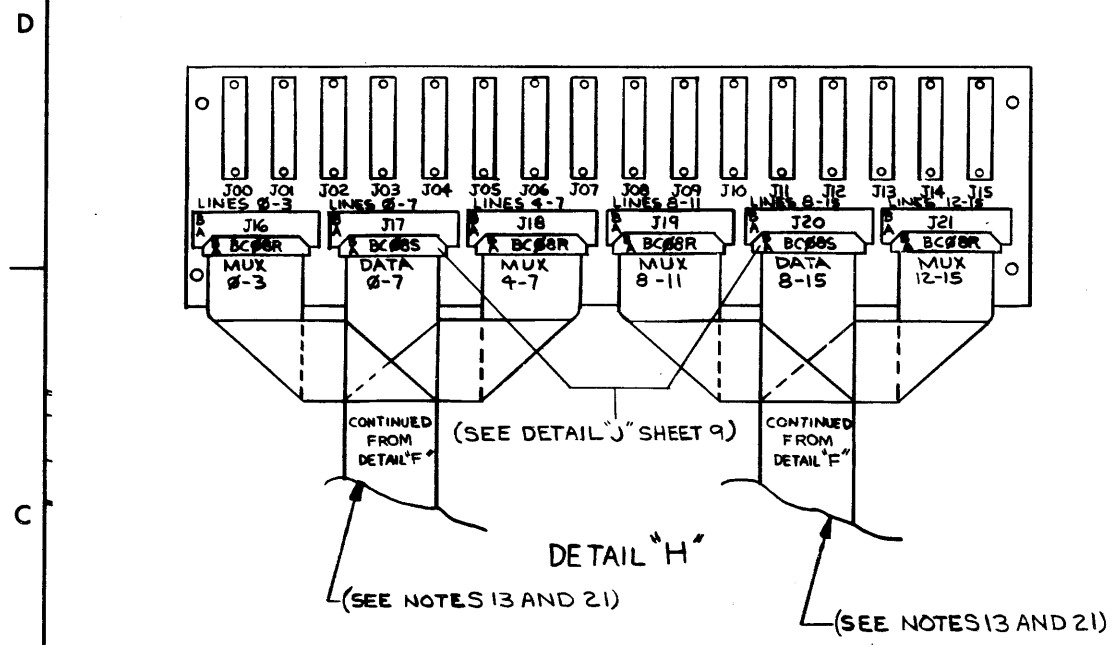 D
J00 J01 J02 J03 J04 J05 J06 J07 J08 J09 J10 J11 J12 J13 J14 J15
LINES Ø-3 LINES Ø-7 LINES 4-7 LINES 8-11 LINES 8-15 LINES 12-15
B B B B B B
J16 J17 J18 J19 J20 J21
A A A A A A
BCØ8R BCØ8S BCØ8R BCØ8R BCØ8S BCØ8R
MUX DATA MUX MUX DATA MUX
Ø-3 Ø-7 4-7 8-11 8-15 12-15
CONTINUED
FROM
DETAIL "F"
(SEE DETAIL "J" SHEET 9)
CONTINUED
FROM
DETAIL "F"
C
DETAIL "H"
(SEE NOTES 13 AND 21)
(SEE NOTES 13 AND 21)